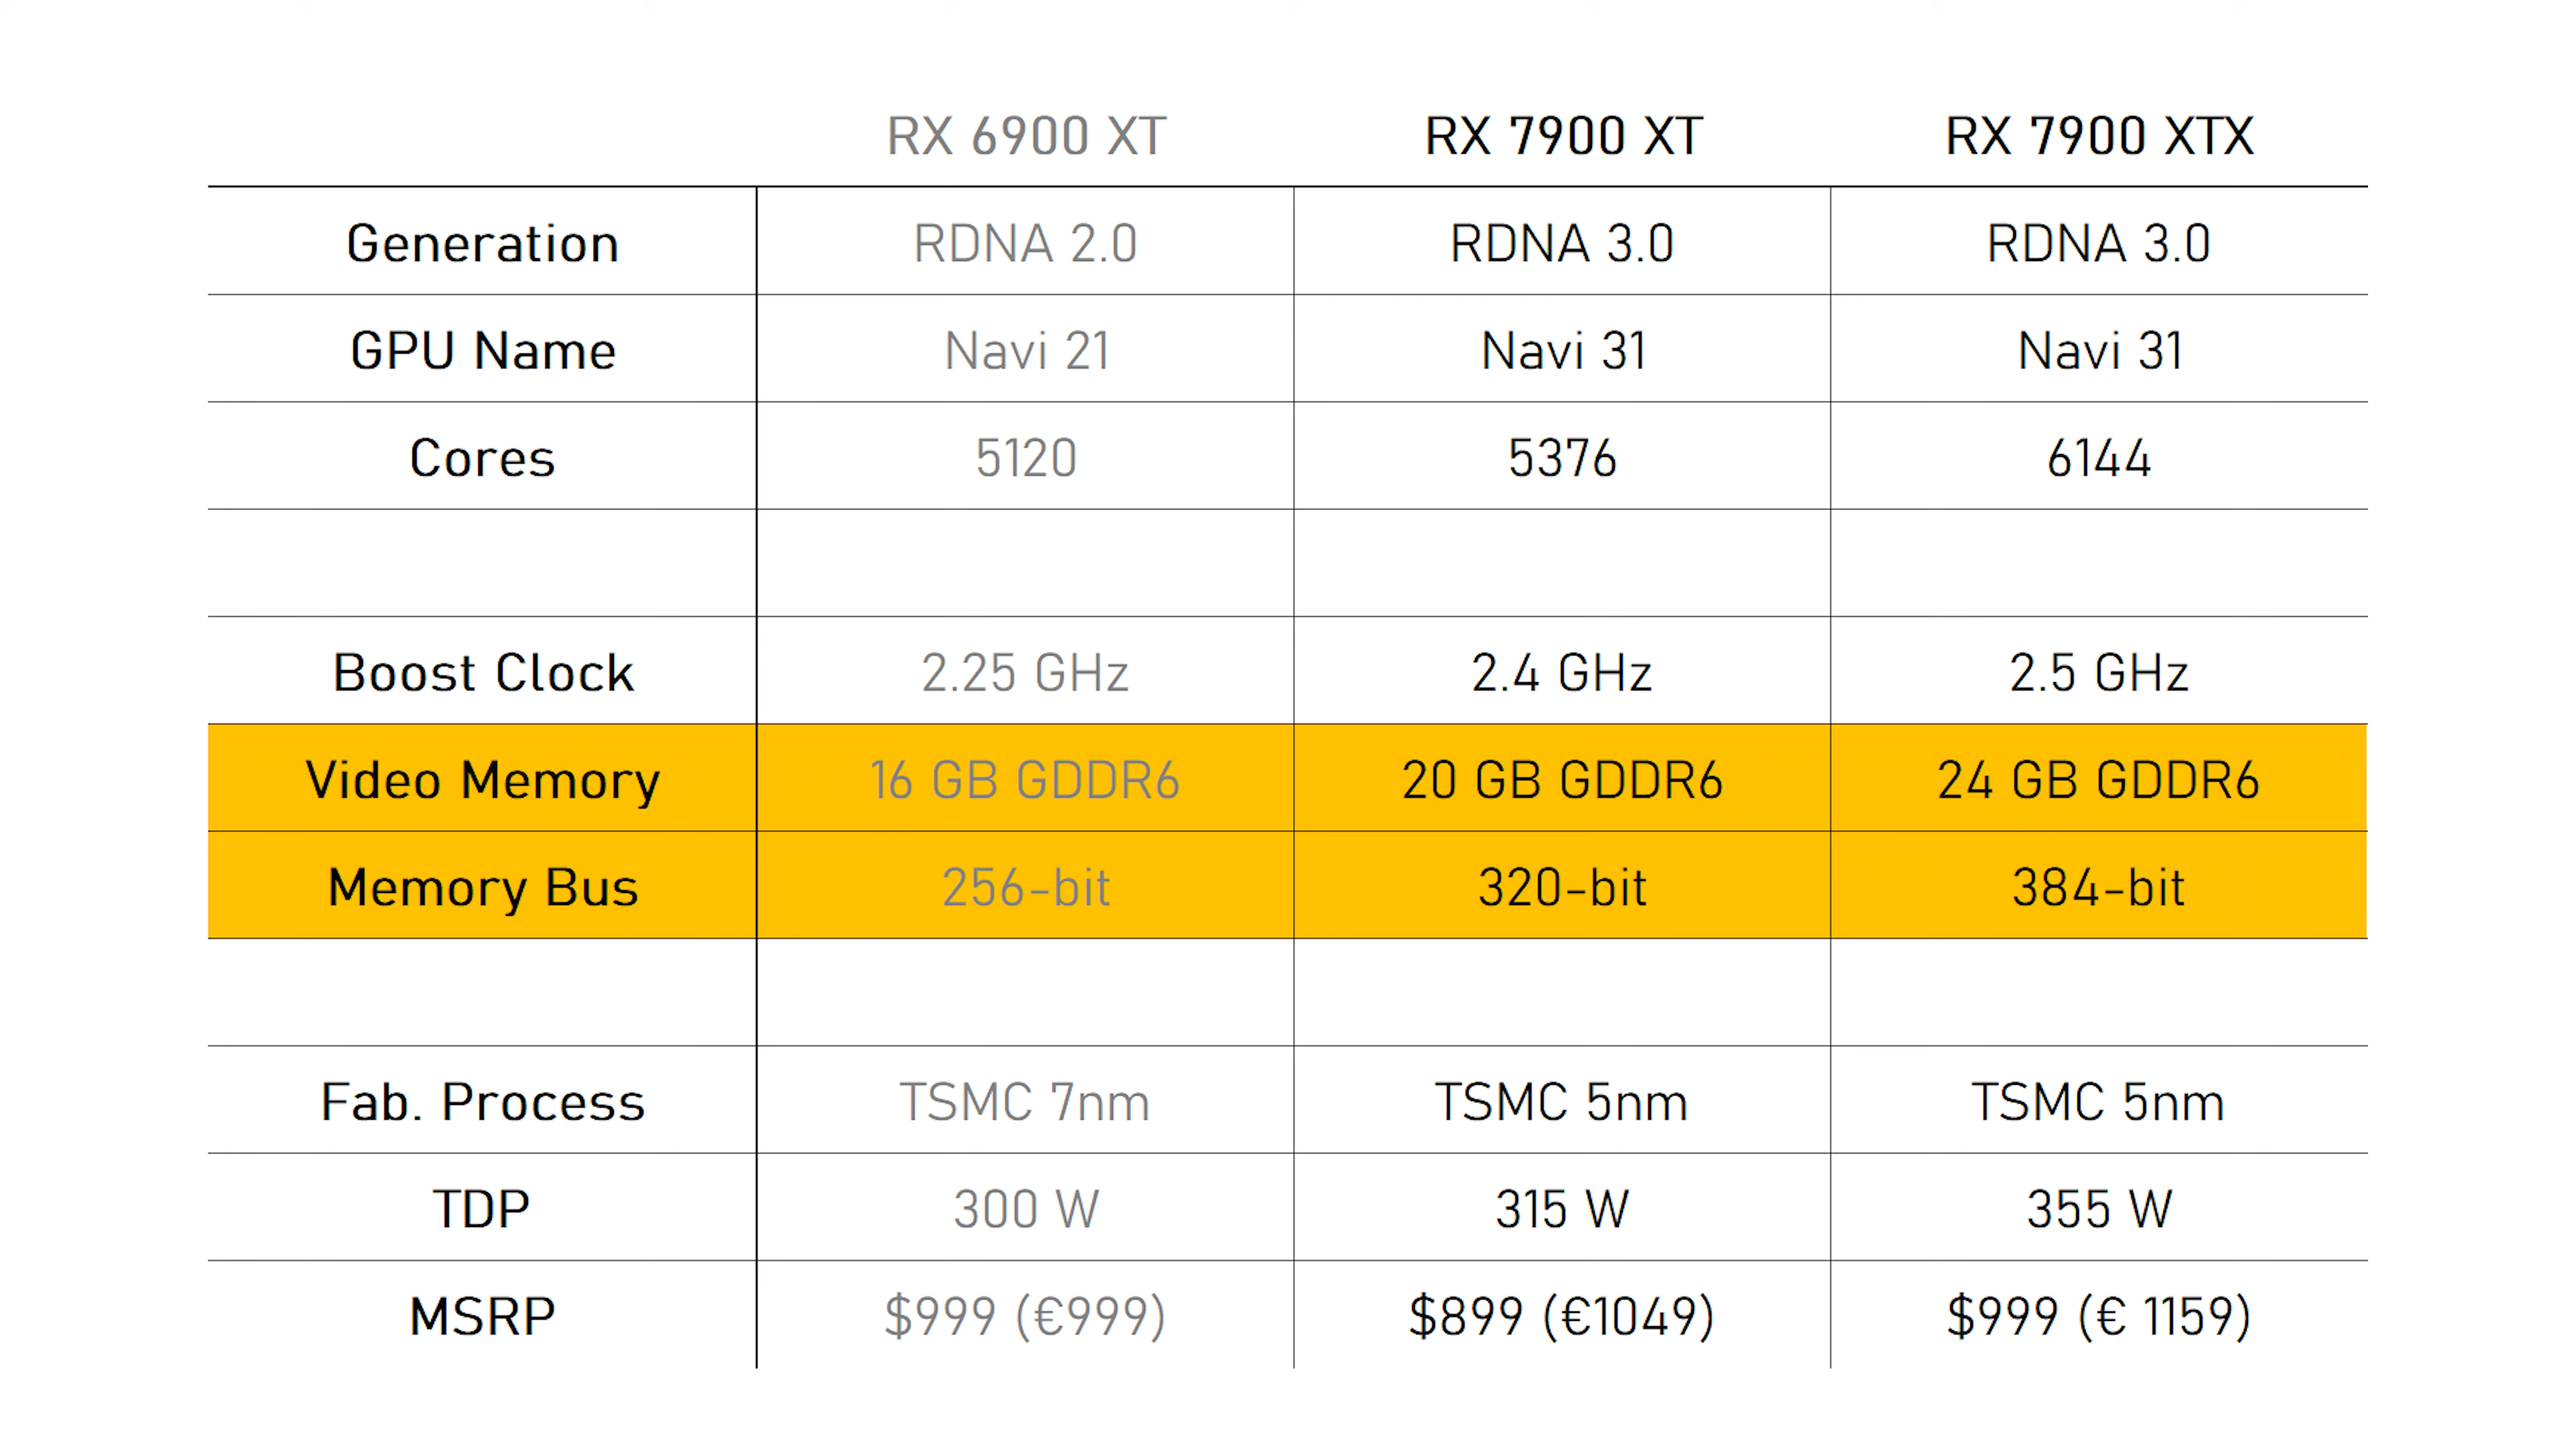 RX 6900 XT RX 7900 XT RX 7900 XTX
Generation RDNA 2.0 RDNA 3.0 RDNA 3.0
GPU Name Navi 21 Navi 31 Navi 31
Cores 5120 5376 6144
Boost Clock 2.25 GHz 2.4 GHz 2.5 GHz
Video Memory 16 GB GDDR6 20 GB GDDR6 24 GB GDDR6
Memory Bus 256-bit 320-bit 384-bit
Fab. Process TSMC 7nm TSMC 5nm TSMC 5nm
TDP 300 W 315 W 355 W
MSRP $999 (€999) $899 (€1049) $999 (€ 1159)